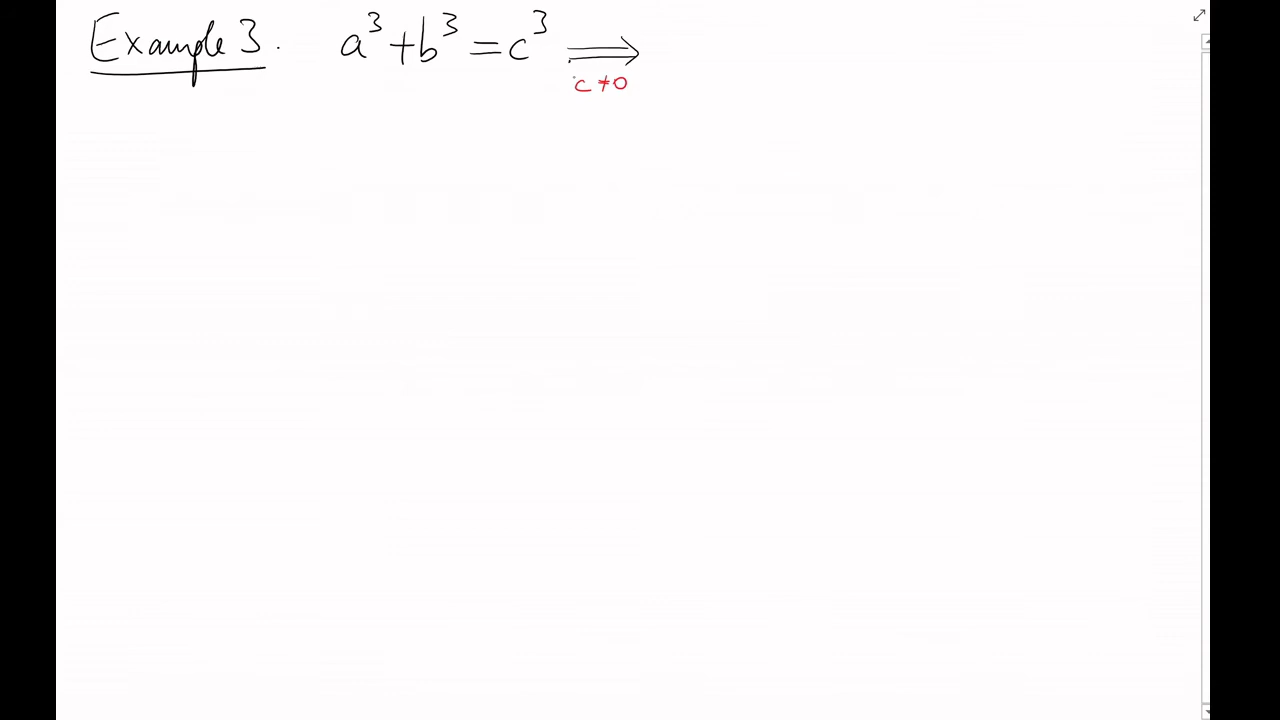 Example 3. a³ + b³ = c³ ⟹
c ≠ 0